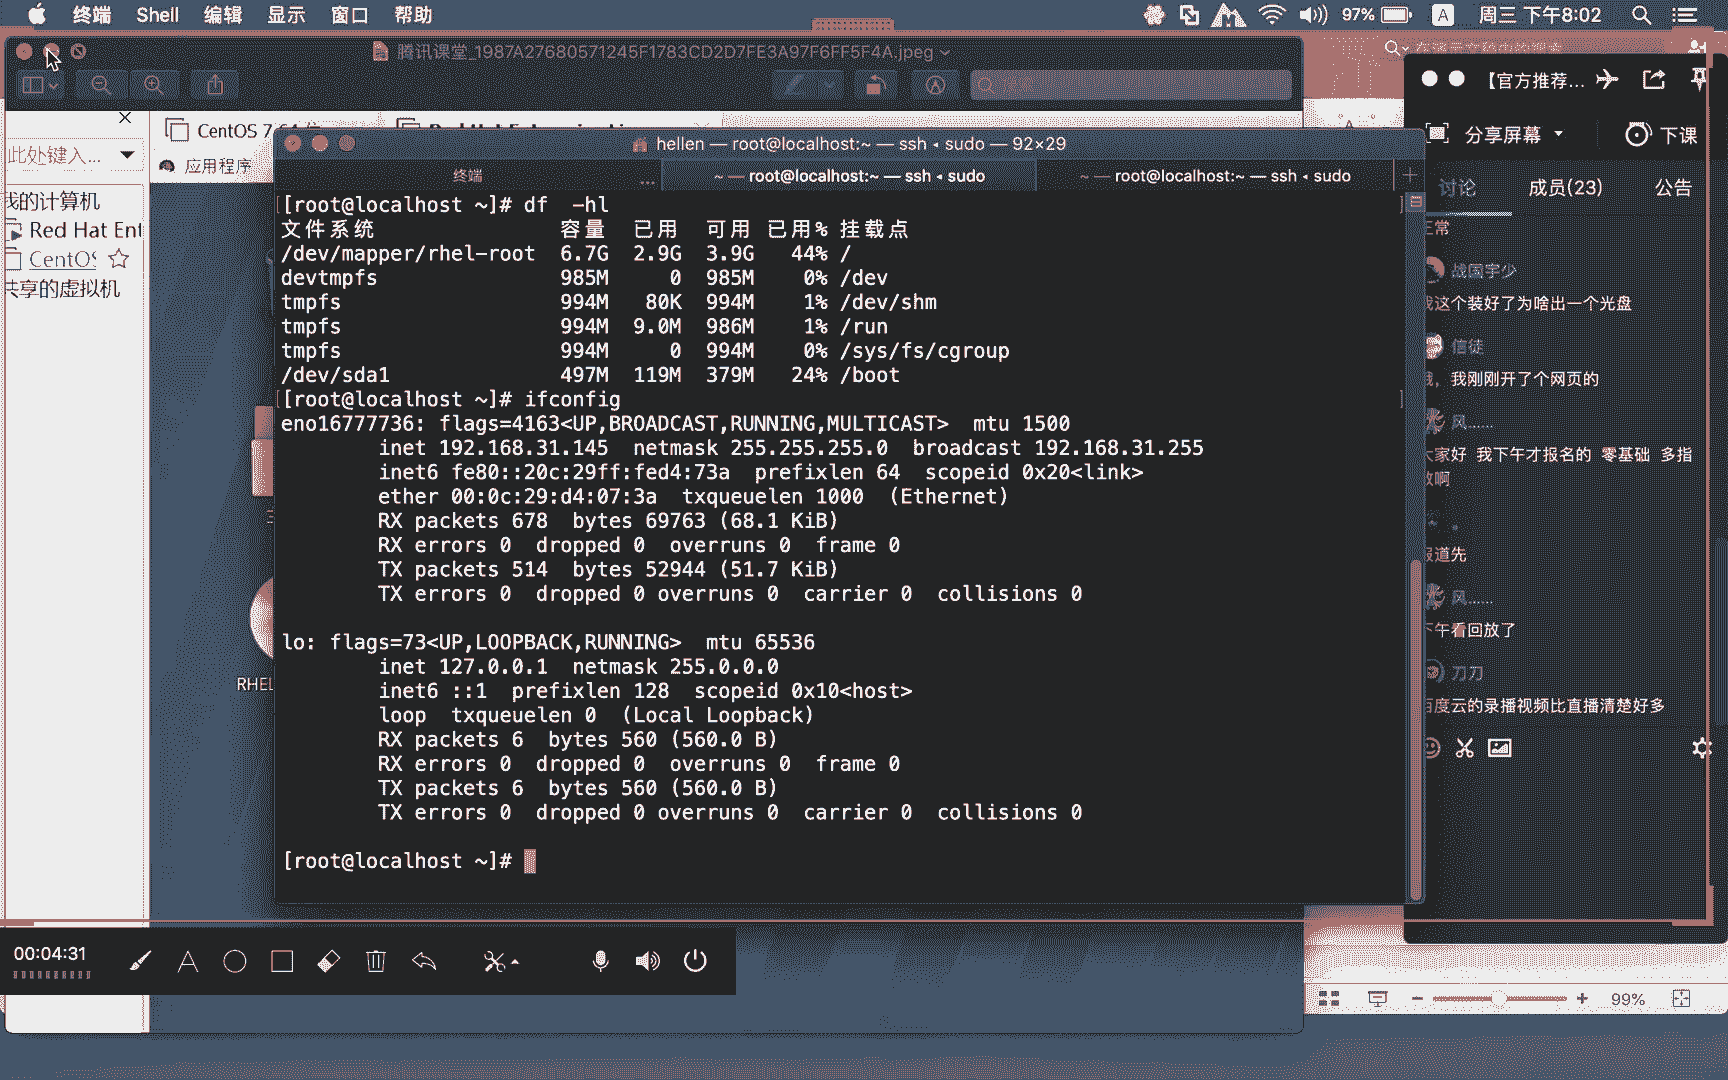 终端 Shell 编辑 显示 窗口 帮助
97% A 周三 下午8:02
腾讯课堂_1987A27680571245F1783CD2D7FE3A97F6FF5F4A.jpeg
此处键入...
我的计算机
Red Hat Ent
CentOS
共享的虚拟机
CentOS 7 64
应用程序
RHEL
hellen — root@localhost:~ — ssh ◂ sudo — 92×29
终端
~ — root@localhost:~ — ssh ◂ sudo
~ — root@localhost:~ — ssh ◂ sudo
[root@localhost ~]# df  -hl
文件系统 容量 已用 可用 已用% 挂载点
/dev/mapper/rhel-root 6.7G 2.9G 3.9G 44% /
devtmpfs 985M 0 985M 0% /dev
tmpfs 994M 80K 994M 1% /dev/shm
tmpfs 994M 9.0M 986M 1% /run
tmpfs 994M 0 994M 0% /sys/fs/cgroup
/dev/sda1 497M 119M 379M 24% /boot
[root@localhost ~]# ifconfig
eno16777736: flags=4163<UP,BROADCAST,RUNNING,MULTICAST>  mtu 1500
inet 192.168.31.145  netmask 255.255.255.0  broadcast 192.168.31.255
inet6 fe80::20c:29ff:fed4:73a  prefixlen 64  scopeid 0x20<link>
ether 00:0c:29:d4:07:3a  txqueuelen 1000  (Ethernet)
RX packets 678  bytes 69763 (68.1 KiB)
RX errors 0  dropped 0  overruns 0  frame 0
TX packets 514  bytes 52944 (51.7 KiB)
TX errors 0  dropped 0 overruns 0  carrier 0  collisions 0
lo: flags=73<UP,LOOPBACK,RUNNING>  mtu 65536
inet 127.0.0.1  netmask 255.0.0.0
inet6 ::1  prefixlen 128  scopeid 0x10<host>
loop  txqueuelen 0  (Local Loopback)
RX packets 6  bytes 560 (560.0 B)
RX errors 0  dropped 0  overruns 0  frame 0
TX packets 6  bytes 560 (560.0 B)
TX errors 0  dropped 0 overruns 0  carrier 0  collisions 0
[root@localhost ~]#
【官方推荐...
分享屏幕 下课
讨论 成员(23) 公告
正常
战国宇少
我这个装好了为啥出一个光盘
信徒
哦，我刚刚开了个网页的
风......
大家好 我下午才报名的 零基础 多指
教啊
报道先
风......
下午看回放了
刀刃
百度云的录播视频比直播清楚好多
00:04:31
99%